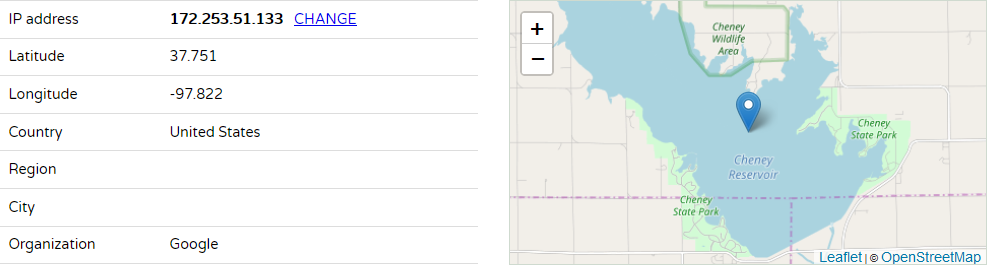 IP address 172.253.51.133 CHANGE
Latitude 37.751
Longitude -97.822
Country United States
Region
City
Organization Google
+
−
Cheney
Wildlife
Area
Cheney
State Park
Cheney
Reservoir
Cheney
State Park
Leaflet | © OpenStreetMap